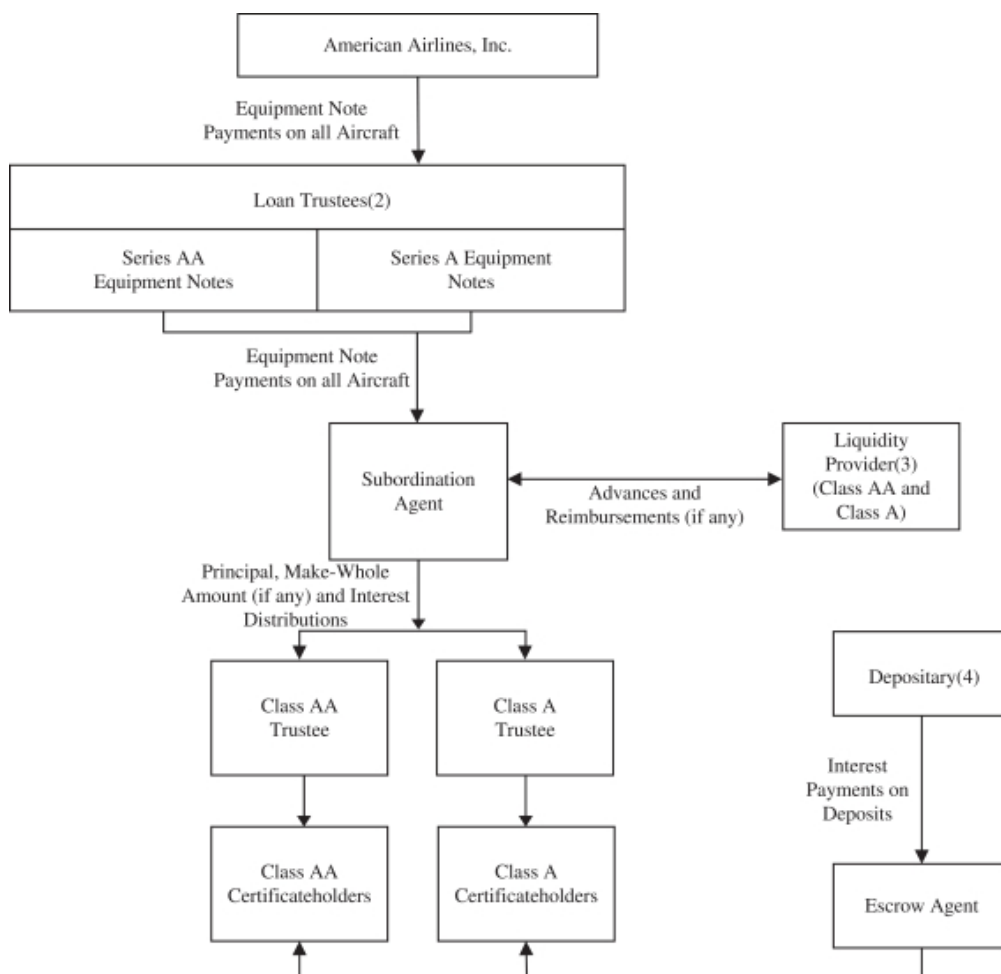 American Airlines, Inc.
Equipment Note
Payments on all Aircraft
Loan Trustees(2)
Series AA
Equipment Notes
Series A Equipment
Notes
Equipment Note
Payments on all Aircraft
Subordination
Agent
Advances and
Reimbursements (if any)
Liquidity
Provider(3)
(Class AA and
Class A)
Principal, Make-Whole
Amount (if any) and Interest
Distributions
Class AA
Trustee
Class A
Trustee
Depositary(4)
Interest
Payments on
Deposits
Class AA
Certificateholders
Class A
Certificateholders
Escrow Agent